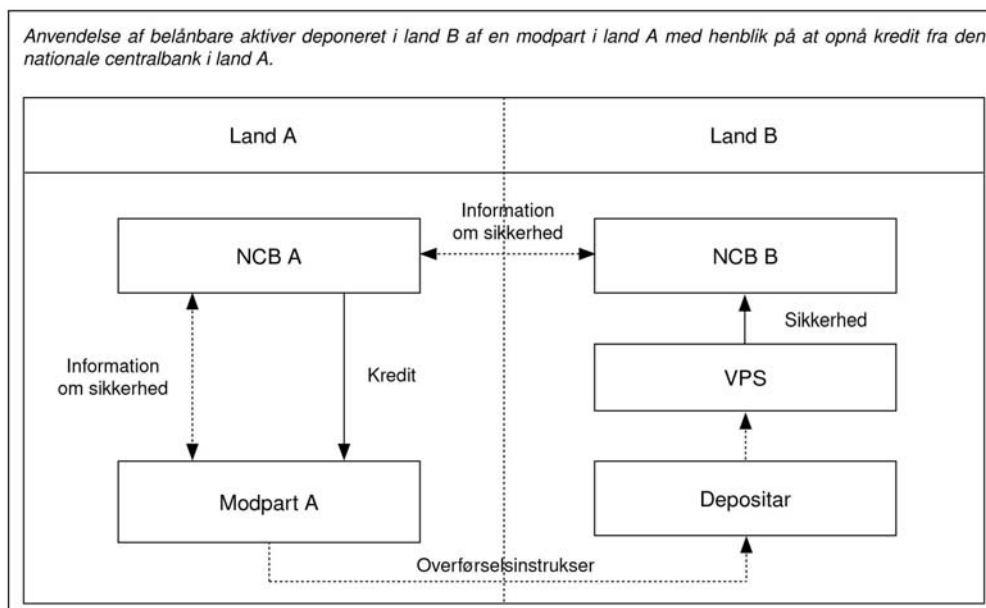 Anvendelse af belånbare aktiver deponeret i land B af en modpart i land A med henblik på at opnå kredit fra den
nationale centralbank i land A.
Land A
Land B
Information
om sikkerhed
NCB A
NCB B
Sikkerhed
Information
om sikkerhed
Kredit
VPS
Modpart A
Depositar
Overførselsinstrukser